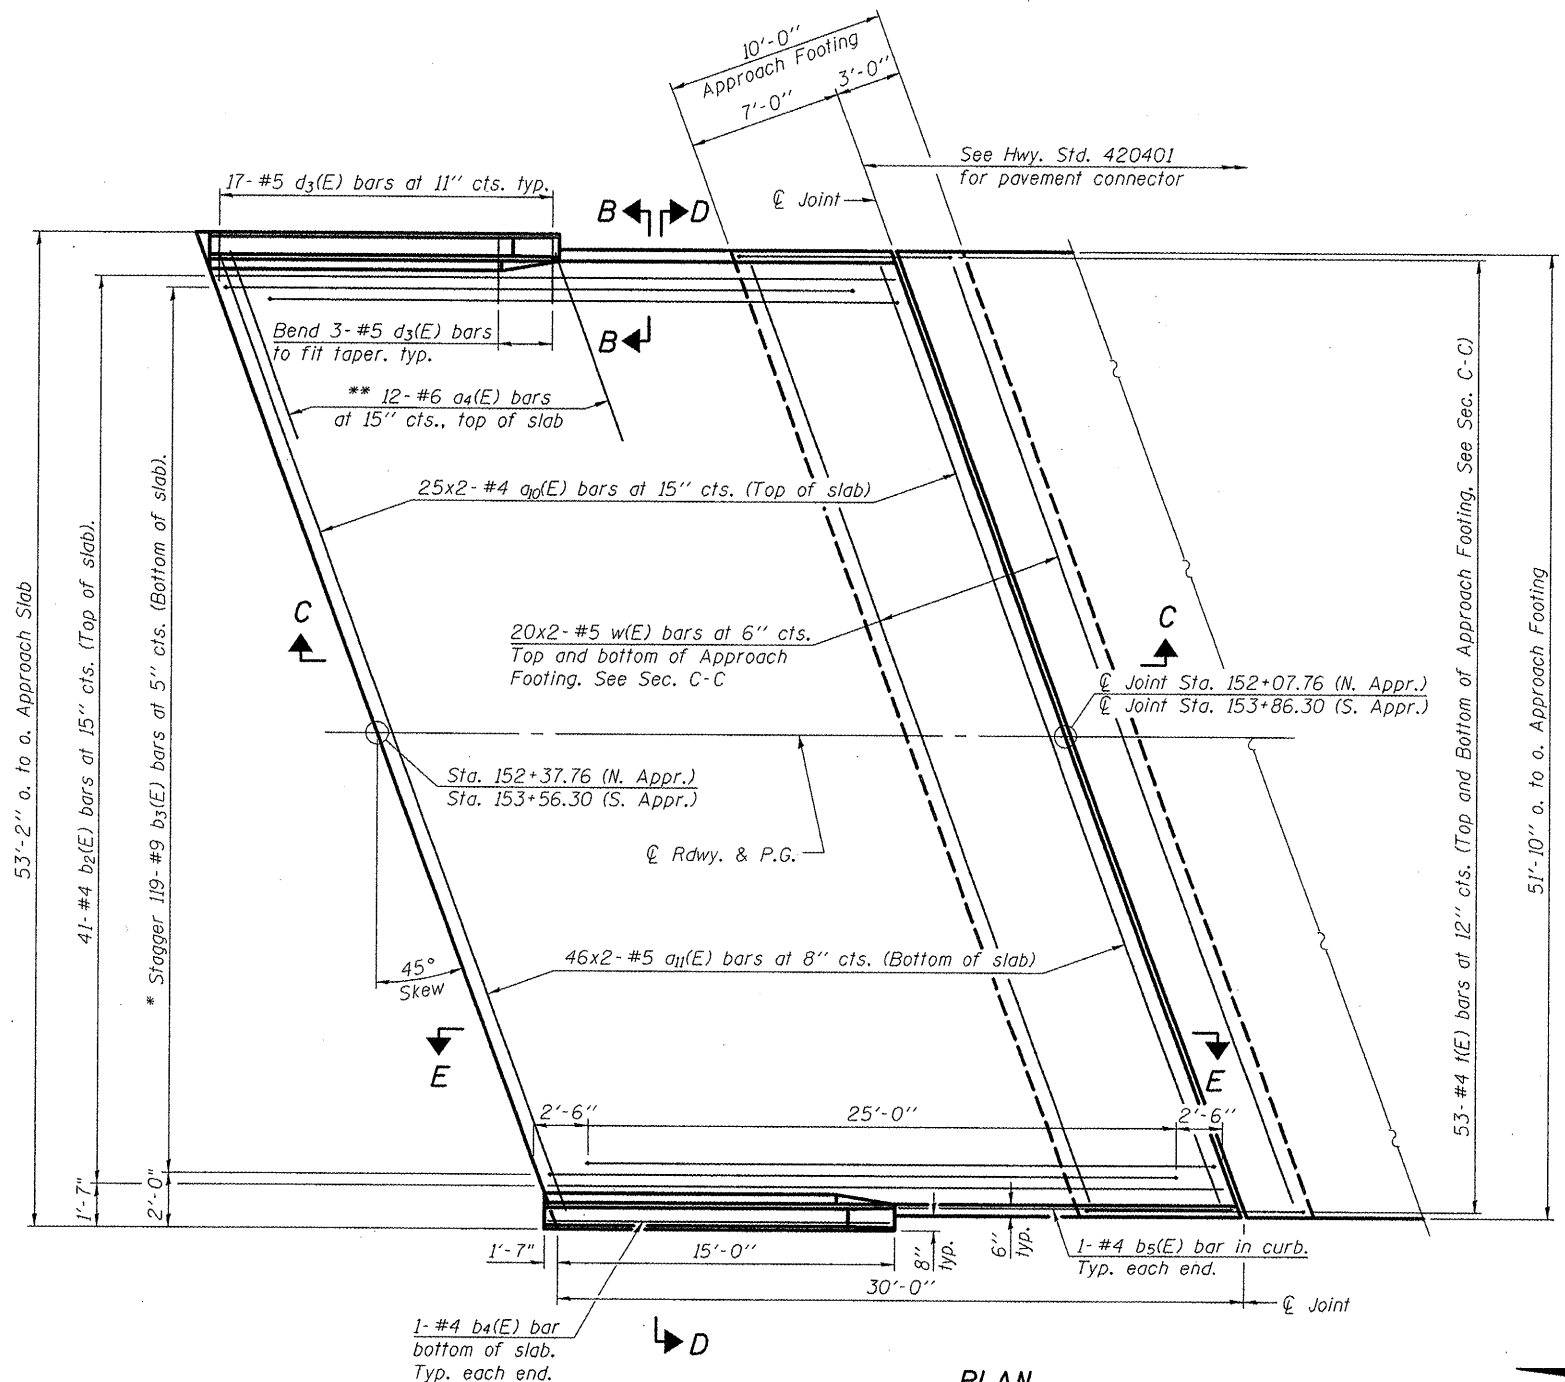 10'-0"
Approach Footing
3'-0"
7'-0"
See Hwy. Std. 420401
for pavement connector
17-#5 d3(E) bars at 11" cts. typ.
℄ Joint
B
D
Bend 3-#5 d3(E) bars
to fit taper. typ.
B
** 12-#6 a4(E) bars
at 15" cts., top of slab
25x2-#4 a10(E) bars at 15" cts. (Top of slab)
53'-2" o. to o. Approach Slab
41-#4 b2(E) bars at 15" cts. (Top of slab).
* Stagger 119-#9 b3(E) bars at 5" cts. (Bottom of slab).
C
C
20x2-#5 w(E) bars at 6" cts.
Top and bottom of Approach
Footing. See Sec. C-C
℄ Joint Sta. 152+07.76 (N. Appr.)
℄ Joint Sta. 153+86.30 (S. Appr.)
53-#4 t(E) bars at 12" cts. (Top and Bottom of Approach Footing, See Sec. C-C)
51'-10" o. to o. Approach Footing
Sta. 152+37.76 (N. Appr.)
Sta. 153+56.30 (S. Appr.)
℄ Rdwy. & P.G.
46x2-#5 a11(E) bars at 8" cts. (Bottom of slab)
45°
Skew
E
E
2'-6"
25'-0"
2'-6"
1'-7"
2'-0"
1'-7"
15'-0"
8"
typ.
6"
typ.
1-#4 b5(E) bar in curb.
Typ. each end.
30'-0"
℄ Joint
1-#4 b4(E) bar
bottom of slab.
Typ. each end.
D
PLAN